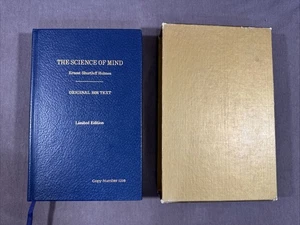 THE SCIENCE OF MIND
Ernest Shurtleff Holmes
ORIGINAL 1926 TEXT
Limited Edition
Copy Number